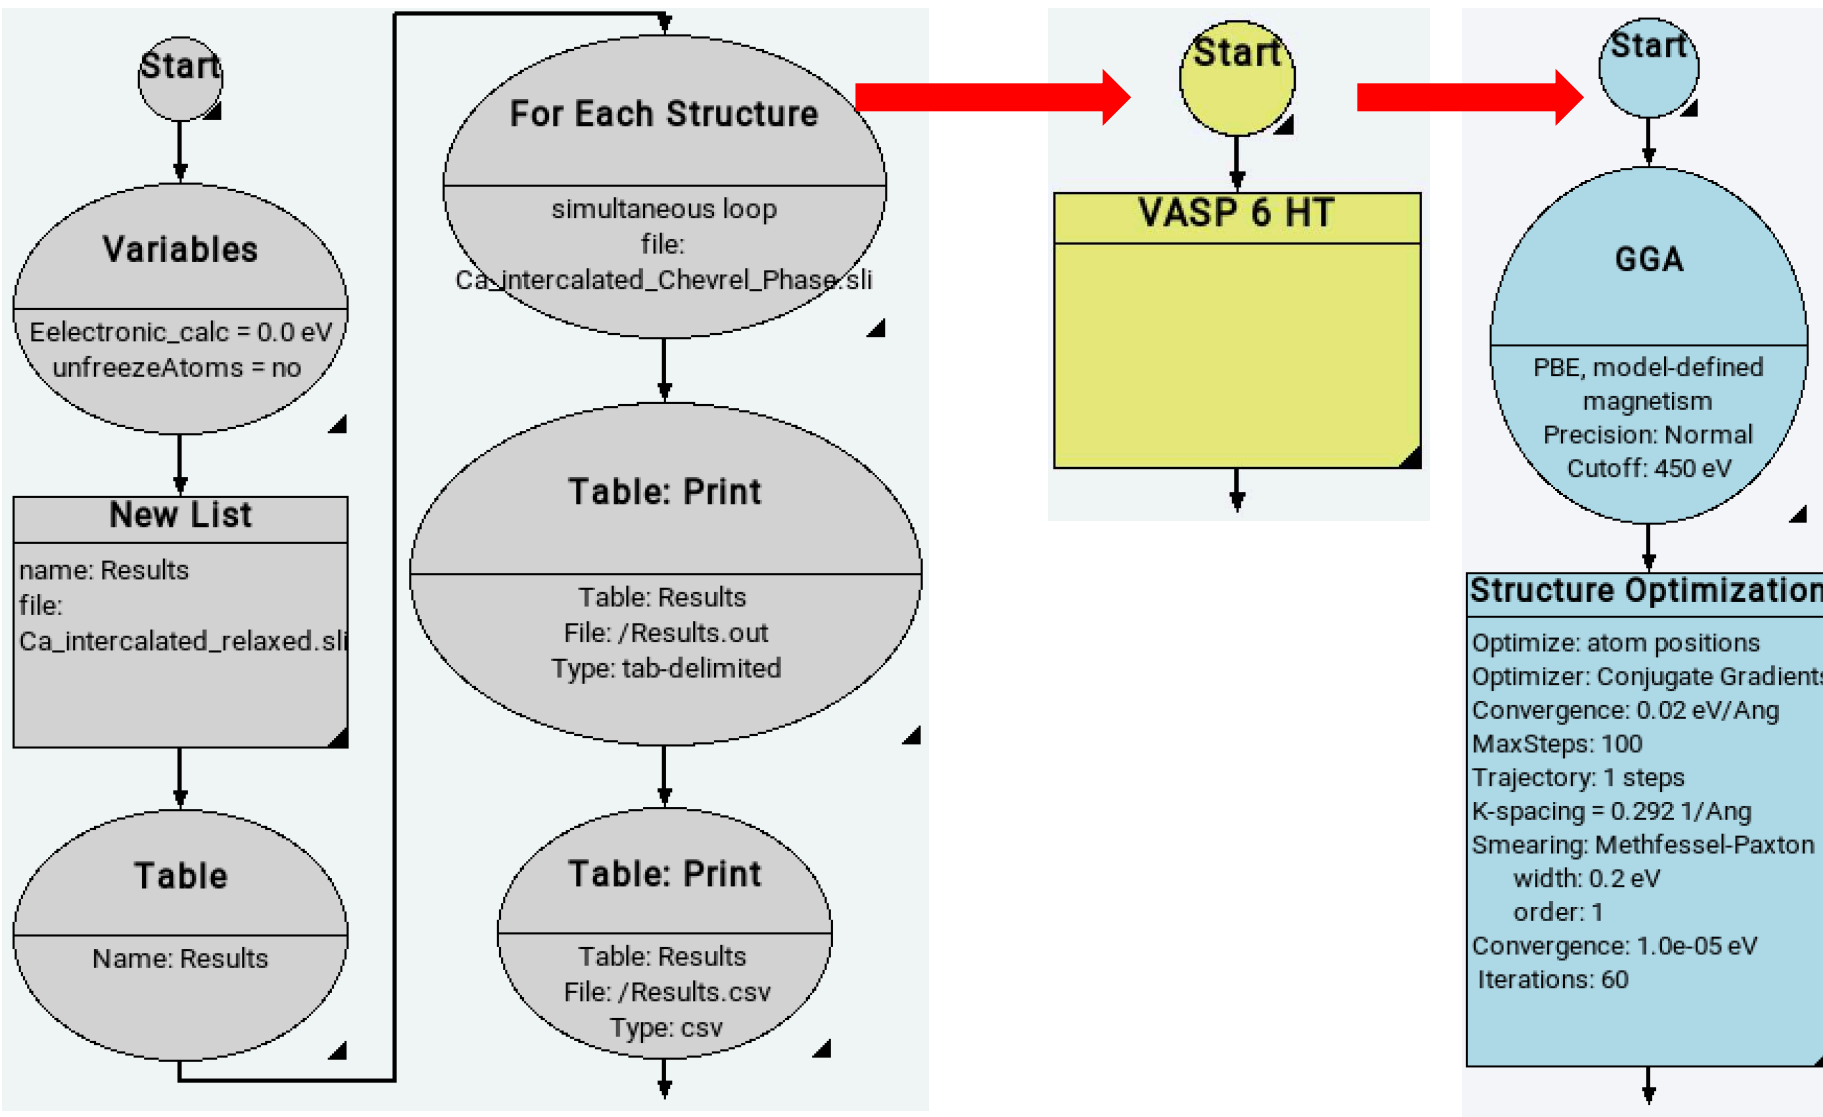 Start
Variables
Eelectronic_calc = 0.0 eV
unfreezeAtoms = no
New List
name: Results
file:
Ca_intercalated_relaxed.sli
Table
Name: Results
For Each Structure
simultaneous loop
file:
Ca_intercalated_Chevrel_Phase.sli
Table: Print
Table: Results
File: /Results.out
Type: tab-delimited
Table: Print
Table: Results
File: /Results.csv
Type: csv
Start
VASP 6 HT
Start
GGA
PBE, model-defined
magnetism
Precision: Normal
Cutoff: 450 eV
Structure Optimization
Optimize: atom positions
Optimizer: Conjugate Gradients
Convergence: 0.02 eV/Ang
MaxSteps: 100
Trajectory: 1 steps
K-spacing = 0.292 1/Ang
Smearing: Methfessel-Paxton
width: 0.2 eV
order: 1
Convergence: 1.0e-05 eV
Iterations: 60